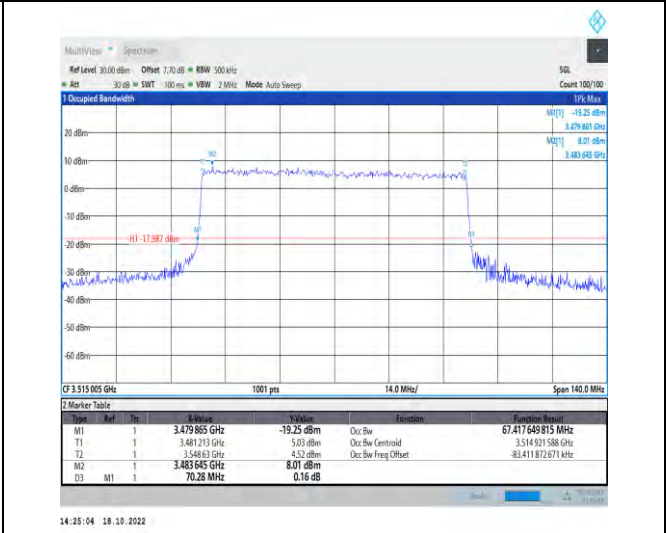 MultiView Spectrum
Ref Level 30.00 dBm Offset 7.70 dB RBW 500 kHz SGL
Att 30 dB SWT 100 ms VBW 2 MHz Mode Auto Sweep Count 100/100
1 Occupied Bandwidth 1Pk Max
M1[1] -19.25 dBm
3.479 865 GHz
M2[1] 8.01 dBm
3.483 645 GHz
20 dBm
10 dBm
M2
T1
T2
0 dBm
-10 dBm
M1
D3
H1 -17.987 dBm
-20 dBm
-30 dBm
-40 dBm
-50 dBm
-60 dBm
CF 3.515 005 GHz 1001 pts 14.0 MHz/ Span 140.0 MHz
2 Marker Table
Type Ref Trc X-Value Y-Value Function Function Result
M1 1 3.479 865 GHz -19.25 dBm Occ Bw 67.417 649 815 MHz
T1 1 3.481 213 GHz 5.03 dBm Occ Bw Centroid 3.514 921 588 GHz
T2 1 3.548 63 GHz 4.52 dBm Occ Bw Freq Offset -83.411 872 671 kHz
M2 1 3.483 645 GHz 8.01 dBm
D3 M1 1 70.28 MHz 0.16 dB
Ready
14:25:04 18.10.2022